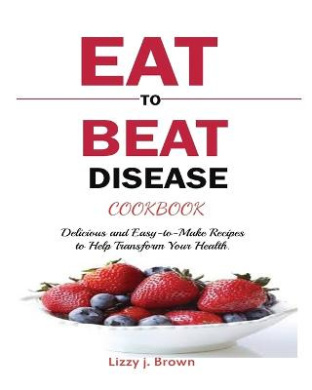 EAT
TO
BEAT
DISEASE
COOKBOOK
Delicious and Easy-to-Make Recipes
to Help Transform Your Health.
Lizzy j. Brown